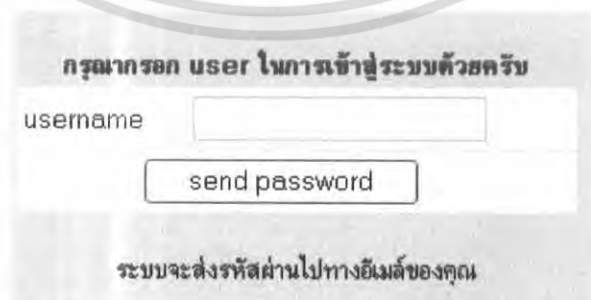 กรุณากรอก user ในการเข้าสู่ระบบด้วยครับ
username
send password
ระบบจะส่งรหัสผ่านไปทางอีเมล์ของคุณ